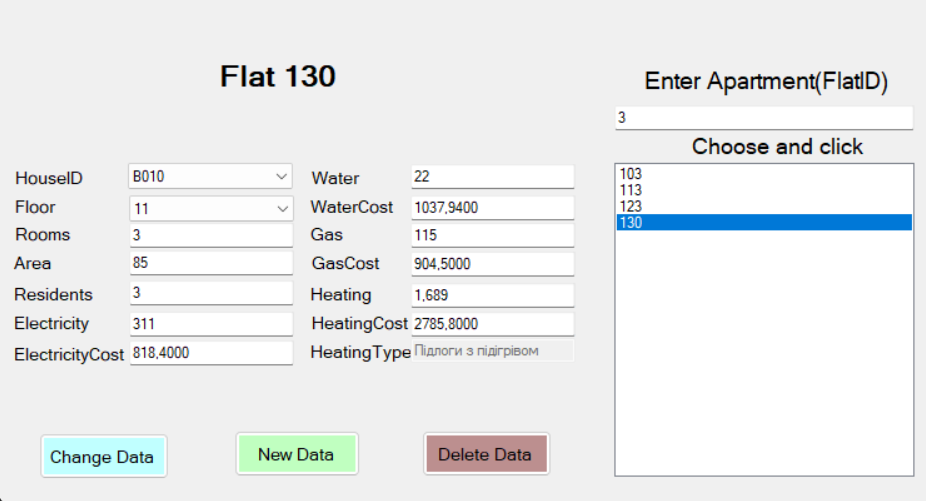 Flat 130
Enter Apartment(FlatID)
3
Choose and click
103
113
123
130
HouseID B010
Floor 11
Rooms 3
Area 85
Residents 3
Electricity 311
ElectricityCost 818,4000
Water 22
WaterCost 1037,9400
Gas 115
GasCost 904,5000
Heating 1,689
HeatingCost 2785,8000
HeatingType Підлоги з підігрівом
Change Data
New Data
Delete Data